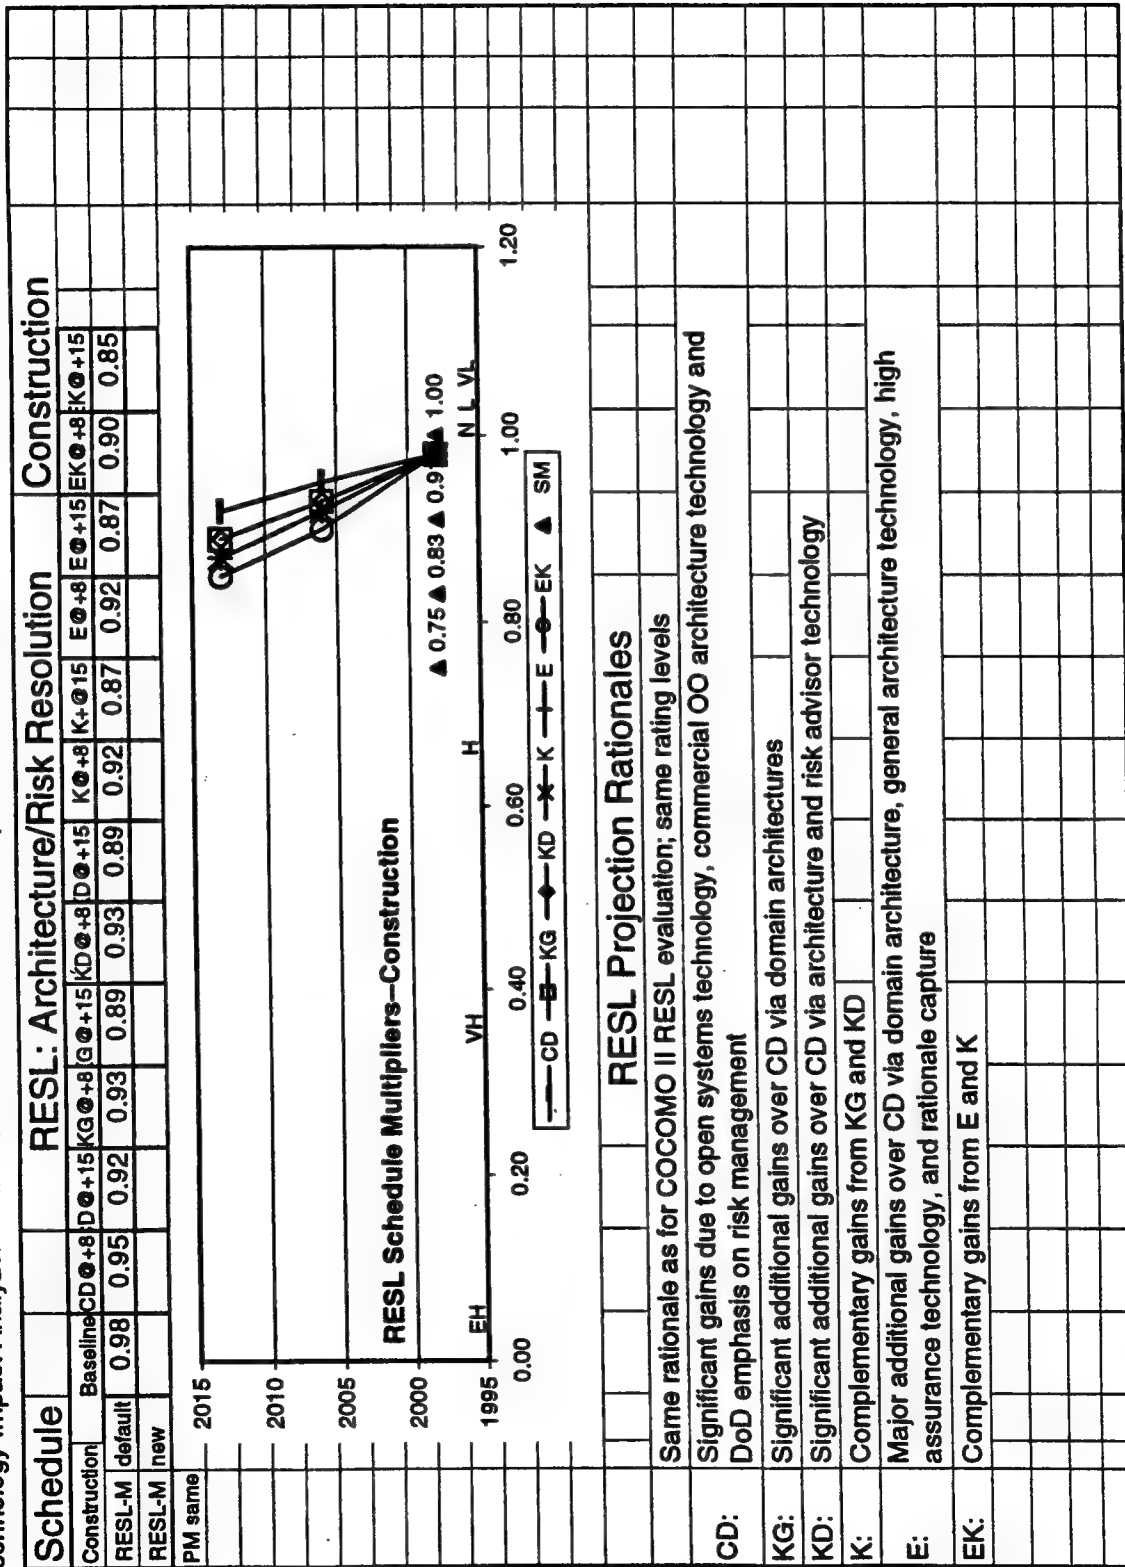 Schedule RESL: Architecture/Risk Resolution Construction
Construction Baseline CD@+8 D@+15 KG@+8 G@+15 KD@+8 D@+15 K@+8 K+@15 E@+8 E@+15 EK@+8 EK@+15
RESL-M default 0.98 0.95 0.92 0.93 0.89 0.93 0.89 0.92 0.87 0.92 0.87 0.90 0.85
RESL-M new
PM same
2015
2010
2005
2000
1995
RESL Schedule Multipliers–Construction
▲ 0.75 ▲ 0.83 ▲ 0.9 ▲ 1.00
EH VH H N L VL
0.00 0.20 0.40 0.60 0.80 1.00 1.20
CD KG KD K E EK ▲ SM
RESL Projection Rationales
Same rationale as for COCOMO II RESL evaluation; same rating levels
CD: Significant gains due to open systems technology, commercial OO architecture technology and
DoD emphasis on risk management
KG: Significant additional gains over CD via domain architectures
KD: Significant additional gains over CD via architecture and risk advisor technology
K: Complementary gains from KG and KD
E: Major additional gains over CD via domain architecture, general architecture technology, high
assurance technology, and rationale capture
EK: Complementary gains from E and K